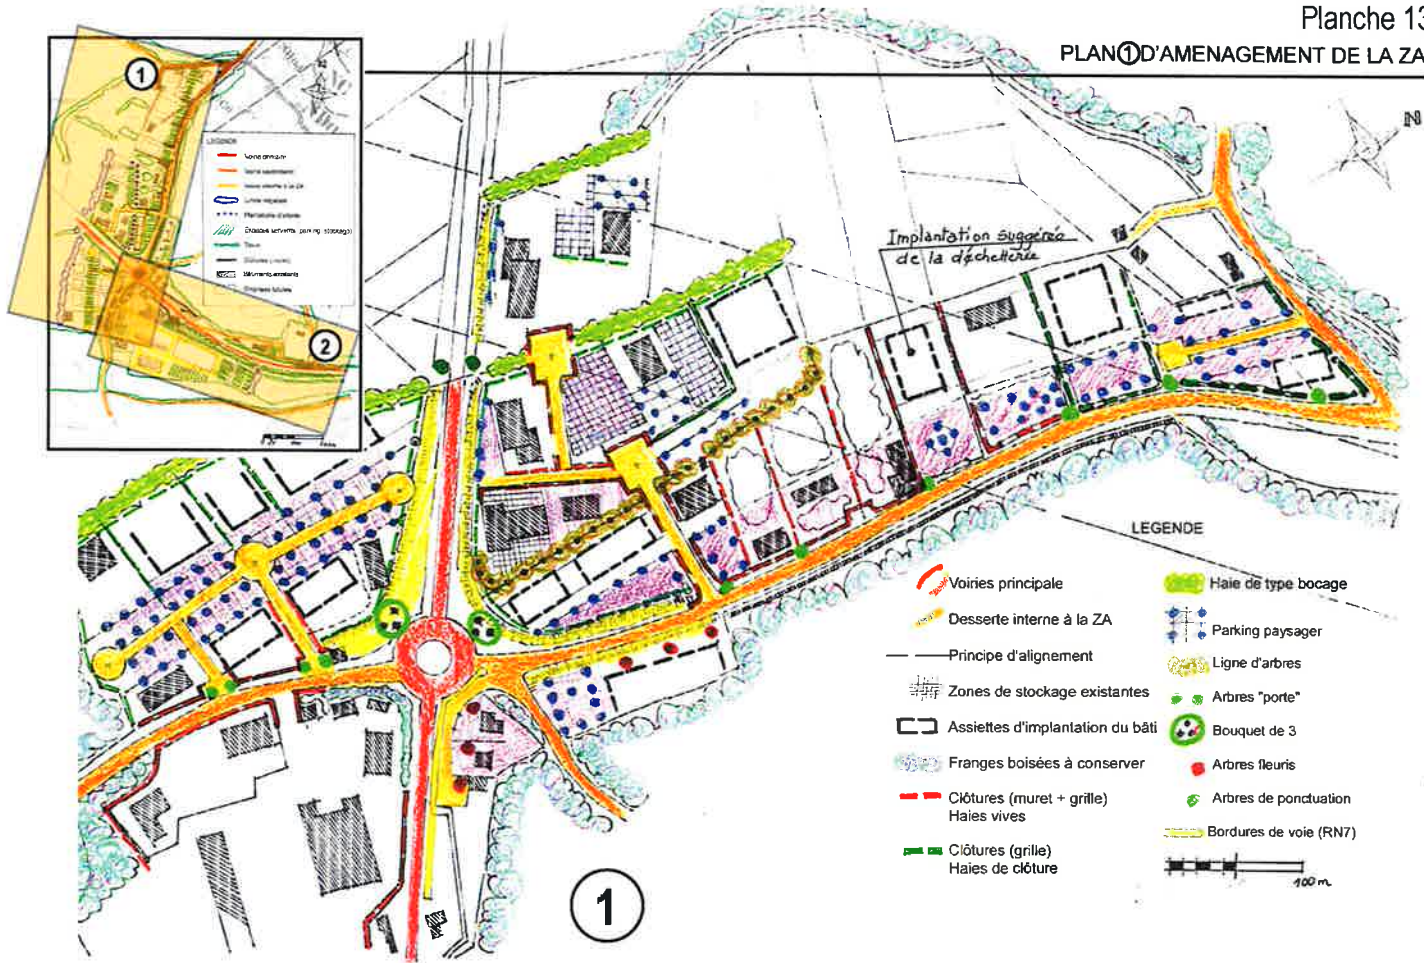 Planche 13
PLAN①D'AMENAGEMENT DE LA ZA
1
LEGENDE
2
N
Implantation suggérée
de la déchetterie
LEGENDE
Voiries principale
Desserte interne à la ZA
Principe d'alignement
Zones de stockage existantes
Assiettes d'implantation du bâti
Franges boisées à conserver
Clôtures (muret + grille)
Haies vives
Clôtures (grille)
Haies de clôture
Haie de type bocage
Parking paysager
Ligne d'arbres
Arbres "porte"
Bouquet de 3
Arbres fleuris
Arbres de ponctuation
Bordures de voie (RN7)
100 m
1